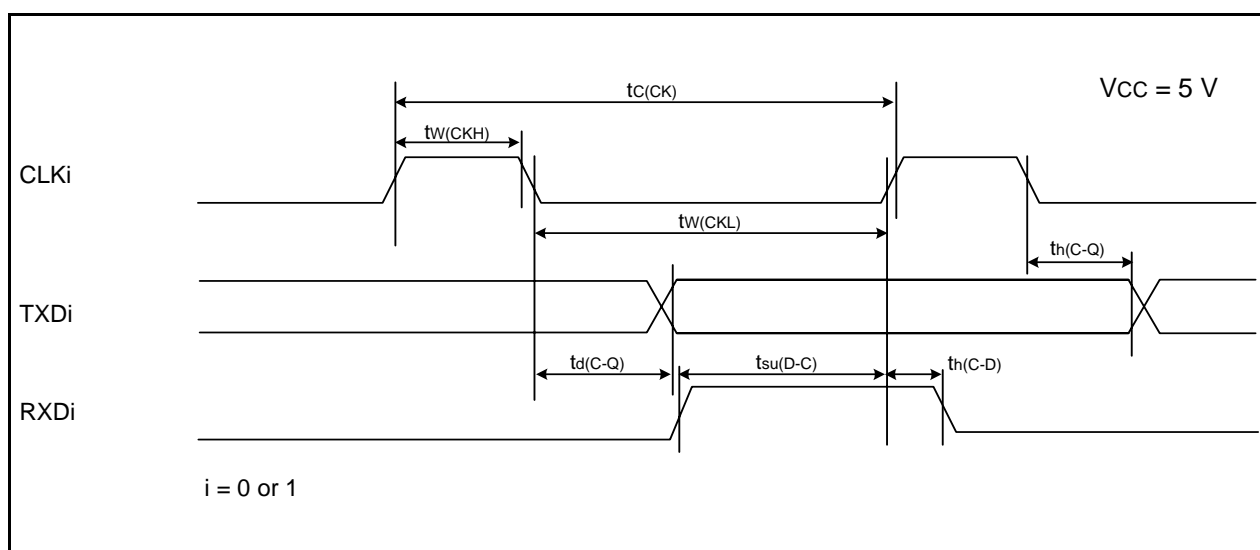 tC(CK)
VCC = 5 V
tW(CKH)
CLKi
tW(CKL)
th(C-Q)
TXDi
td(C-Q)
tsu(D-C)
th(C-D)
RXDi
i = 0 or 1